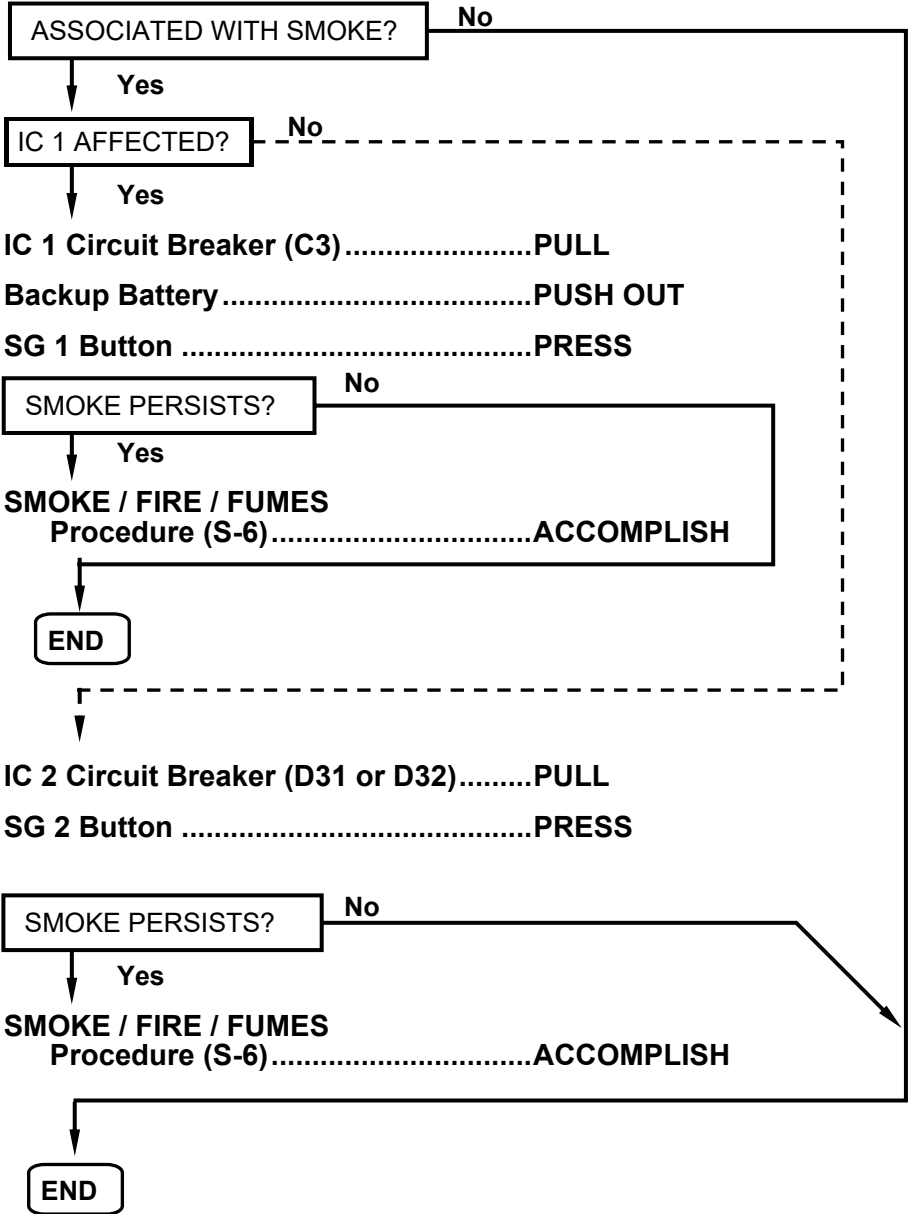 ASSOCIATED WITH SMOKE?
No
Yes
IC 1 AFFECTED?
No
Yes
IC 1 Circuit Breaker (C3).......................PULL
Backup Battery.....................................PUSH OUT
SG 1 Button ..........................................PRESS
SMOKE PERSISTS?
No
Yes
SMOKE / FIRE / FUMES
Procedure (S-6)...............................ACCOMPLISH
END
IC 2 Circuit Breaker (D31 or D32).........PULL
SG 2 Button ..........................................PRESS
SMOKE PERSISTS?
No
Yes
SMOKE / FIRE / FUMES
Procedure (S-6)...............................ACCOMPLISH
END